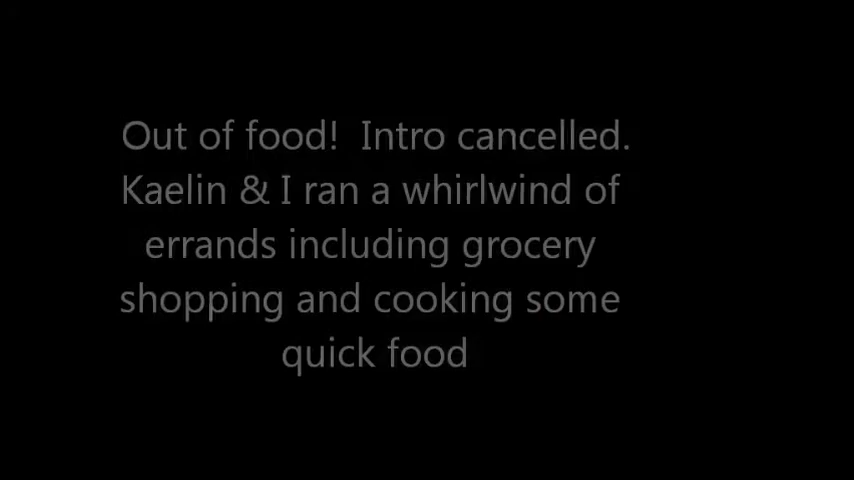 Out of food!  Intro cancelled.
Kaelin & I ran a whirlwind of
errands including grocery
shopping and cooking some
quick food